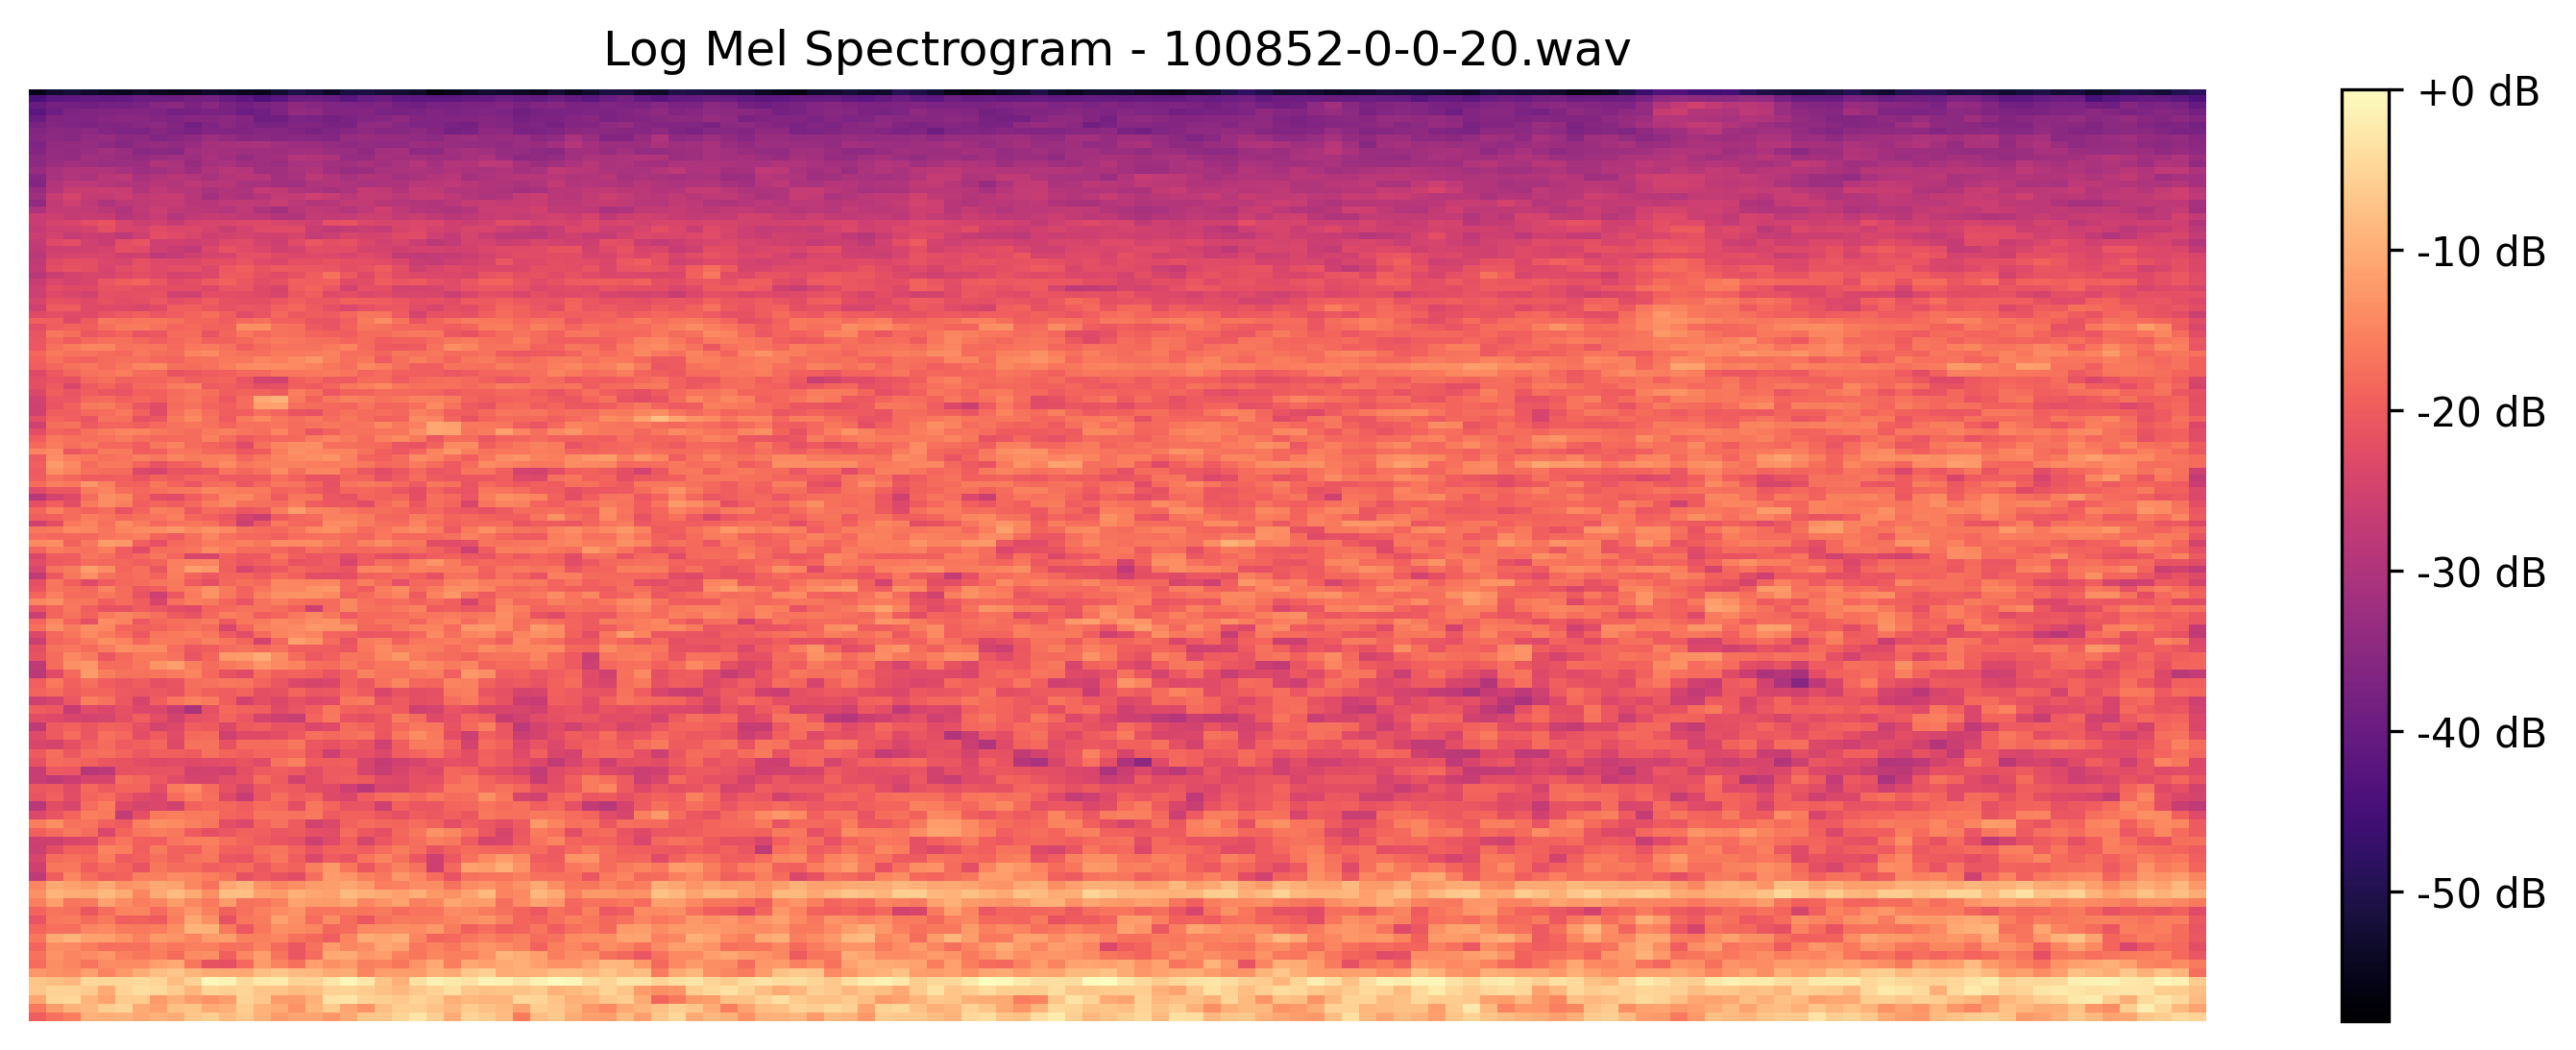 Log Mel Spectrogram - 100852-0-0-20.wav
+0 dB
-10 dB
-20 dB
-30 dB
-40 dB
-50 dB